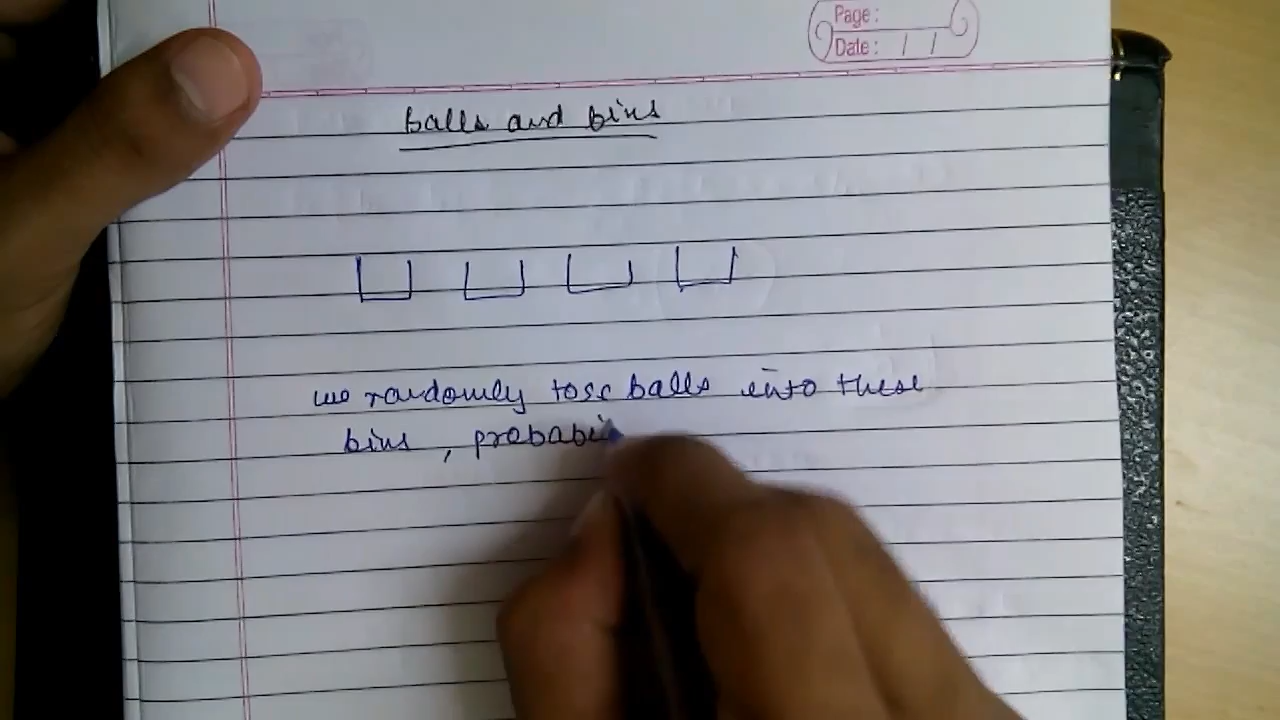 Page :
Date : / /
balls and bins
we randomly toss balls into these
bins , probabi